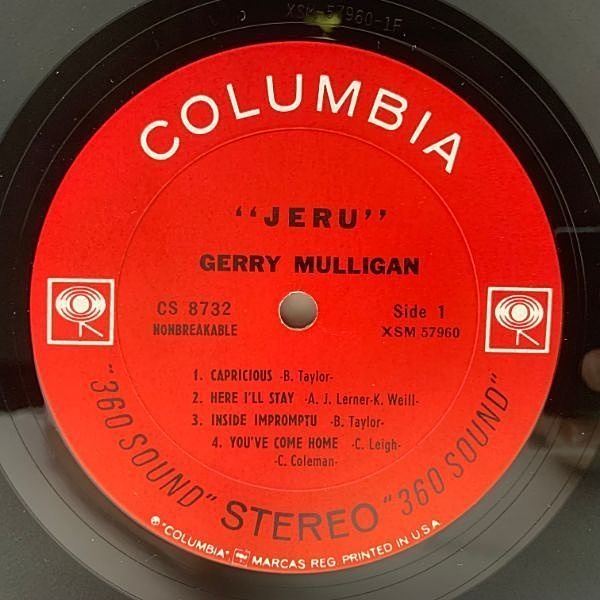 XSM-57960-1F
COLUMBIA
"JERU"
GERRY MULLIGAN
CS 8732
NONBREAKABLE
Side 1
XSM 57960
1. CAPRICIOUS -B. Taylor-
2. HERE I'LL STAY -A. J. Lerner-K. Weill-
3. INSIDE IMPROMPTU -B. Taylor-
4. YOU'VE COME HOME -C. Leigh-
-C. Coleman-
"360 SOUND" STEREO "360 SOUND"
℗ "COLUMBIA", MARCAS REG. PRINTED IN U.S.A.